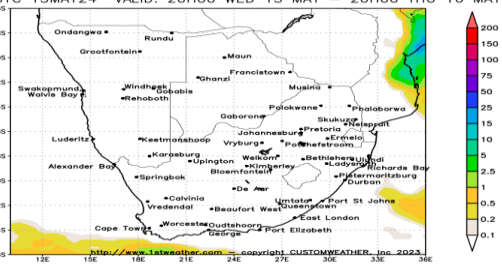 VALID: 20H00 WED 15 MAY – 20H00 THU 16 MAY
Ondangwa
Rundu
Grootfontein
Maun
Francistown
Ghanzi
Swakopmund
Walvis Bay
Windhoek
Gobabis
Rehoboth
Musina
Polokwane
Phalaborwa
Gaborone
Skukuza
Nelspruit
Pretoria
Johannesburg
Ermelo
Luderitz
Keetmanshoop
Vryburg
Potchefstroom
Karasburg
Welkom
Bethlehem
Ulundi
Alexander Bay
Upington
Kimberley
Ladysmith
Richards Bay
Bloemfontein
Springbok
Pietermaritzburg
Durban
De Aar
Calvinia
Vredendal
Umtata
Port St Johns
Queenstown
Beaufort West
East London
Cape Town
Worcester
Oudtshoorn
George
Port Elizabeth
http://www.1stweather.com – copyright CUSTOMWEATHER, Inc 2023
12E 15E 18E 21E 24E 27E 30E 33E 36E
200
150
100
75
50
25
15
10
5
2.5
1
0.5
0.2
0.1